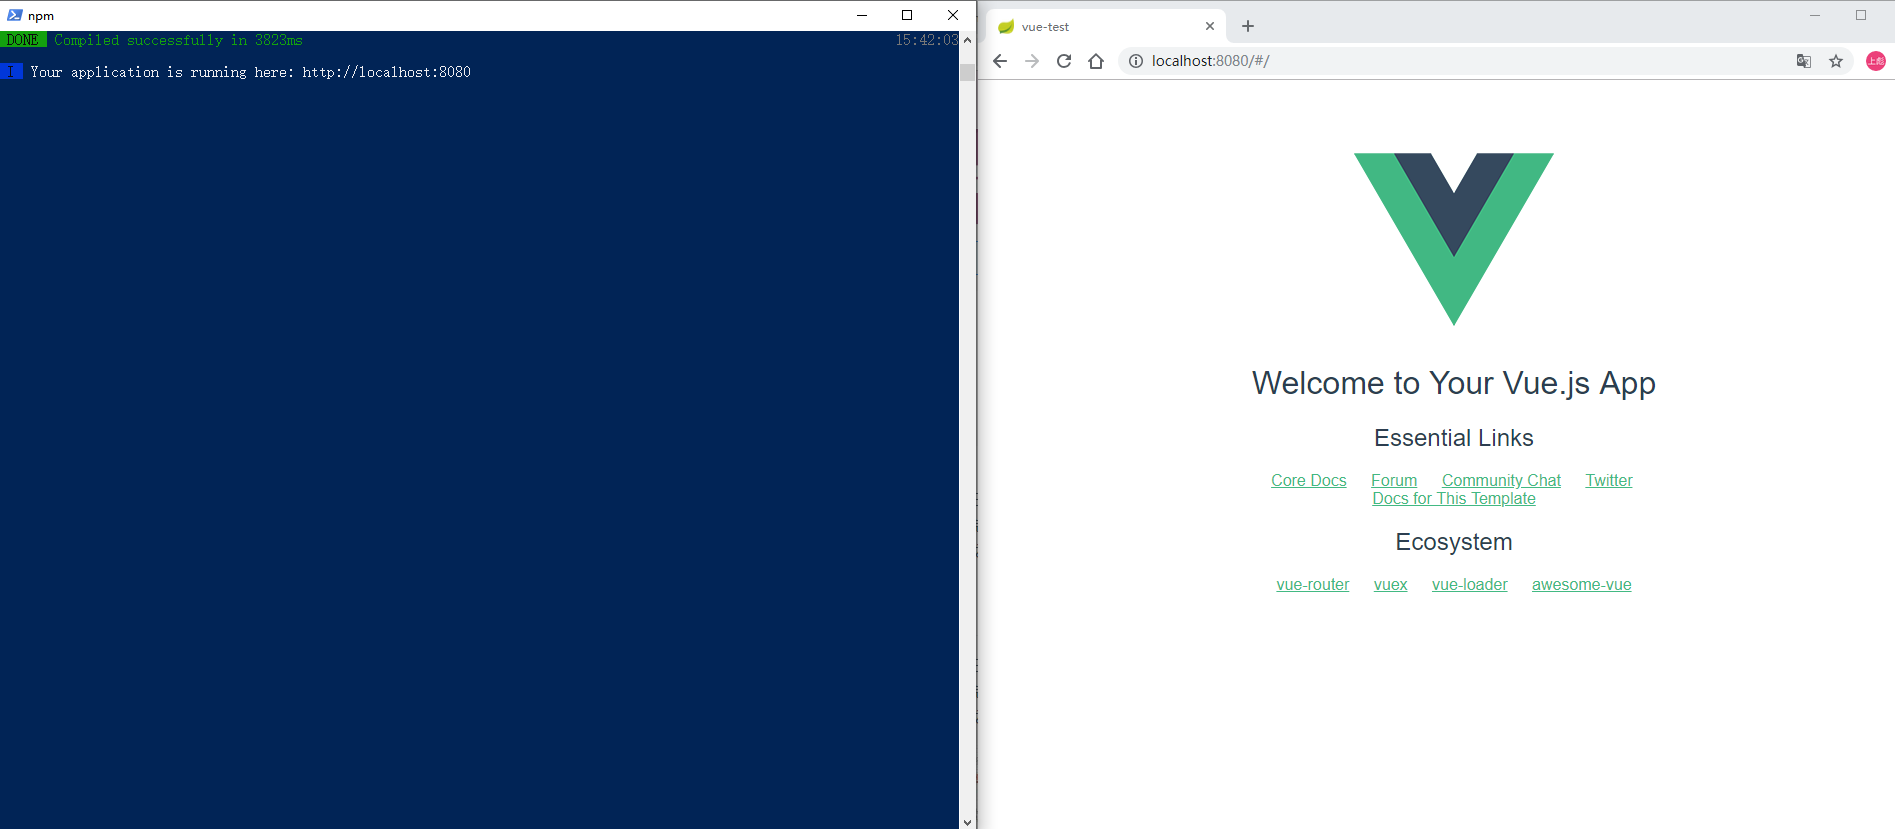 npm
DONE Compiled successfully in 3823ms 15:42:03
I Your application is running here: http://localhost:8080
vue-test
localhost:8080/#/
上彪
Welcome to Your Vue.js App
Essential Links
Core Docs Forum Community Chat Twitter
Docs for This Template
Ecosystem
vue-router vuex vue-loader awesome-vue